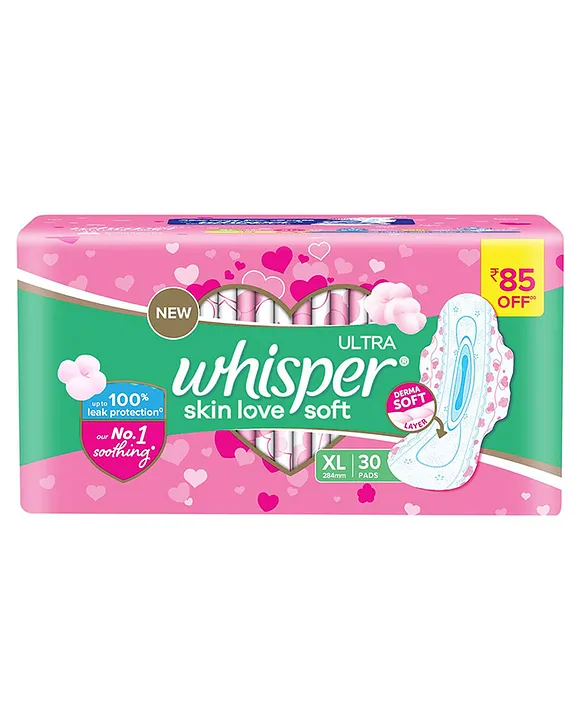 ₹85
OFF◊◊
NEW
ULTRA
whisper®
skin love soft
up to 100%
leak protection◊
our No.1
soothing*
DERMA
SOFT
LAYER
XL
284mm
30
PADS